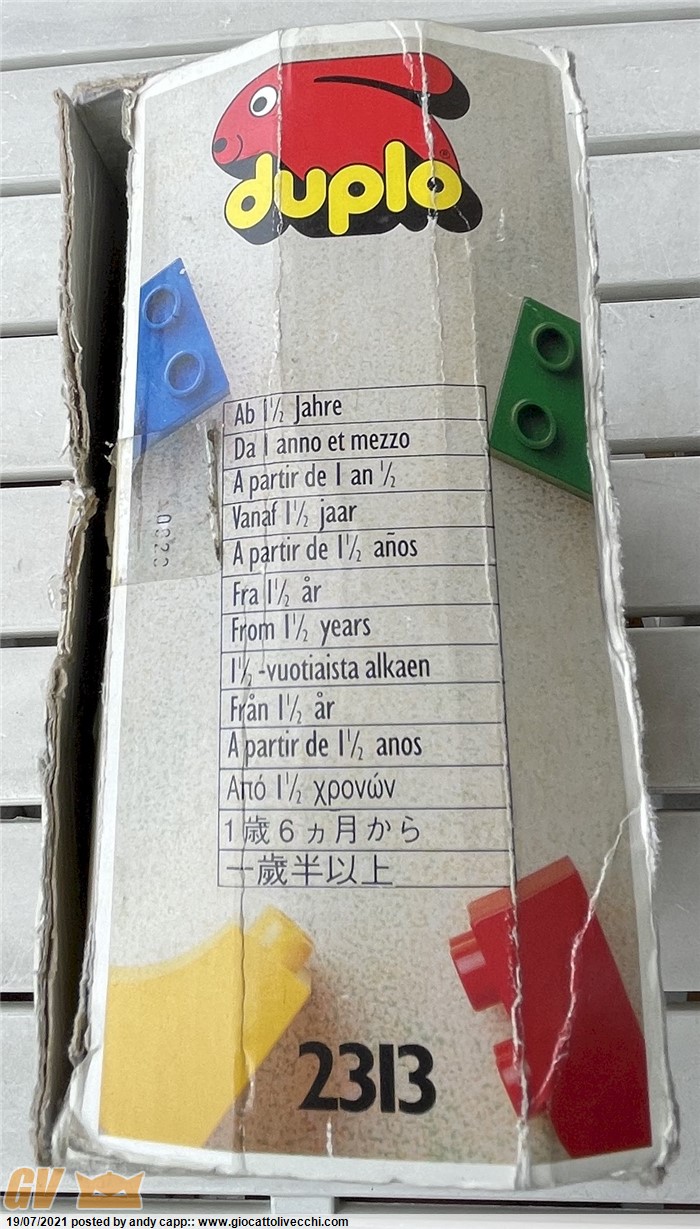 duplo®
Ab 1½ Jahre
Da 1 anno et mezzo
A partir de 1 an ½
Vanaf 1½ jaar
A partir de 1½ años
Fra 1½ år
From 1½ years
1½-vuotiaista alkaen
Från 1½ år
A partir de 1½ anos
Από 1½ χρονών
1歳6ヵ月から
一歲半以上
2313
GV
19/07/2021 posted by andy capp:: www.giocattolivecchi.com